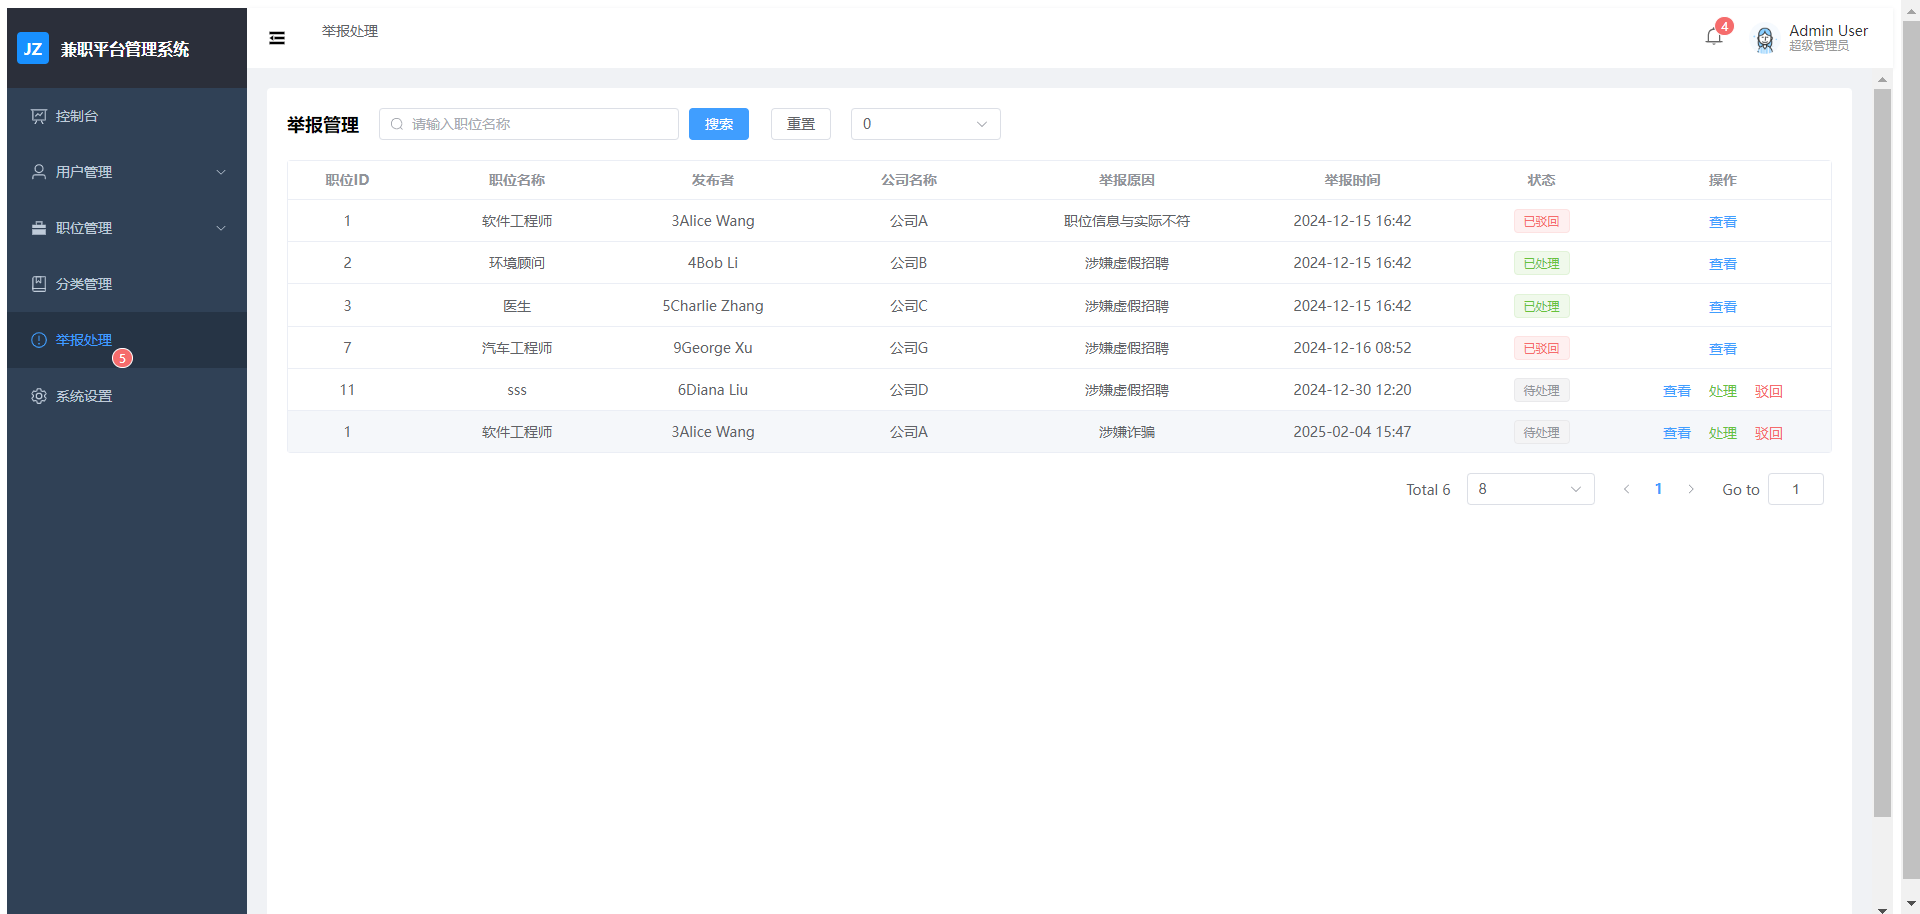 JZ 兼职平台管理系统
举报处理
4
Admin User
超级管理员
控制台
用户管理
职位管理
分类管理
举报处理
5
系统设置
举报管理 请输入职位名称 搜索 重置 0
职位ID 职位名称 发布者 公司名称 举报原因 举报时间 状态 操作
1 软件工程师 3Alice Wang 公司A 职位信息与实际不符 2024-12-15 16:42 已驳回 查看
2 环境顾问 4Bob Li 公司B 涉嫌虚假招聘 2024-12-15 16:42 已处理 查看
3 医生 5Charlie Zhang 公司C 涉嫌虚假招聘 2024-12-15 16:42 已处理 查看
7 汽车工程师 9George Xu 公司G 涉嫌虚假招聘 2024-12-16 08:52 已驳回 查看
11 sss 6Diana Liu 公司D 涉嫌虚假招聘 2024-12-30 12:20 待处理 查看 处理 驳回
1 软件工程师 3Alice Wang 公司A 涉嫌诈骗 2025-02-04 15:47 待处理 查看 处理 驳回
Total 6 8 1 Go to 1